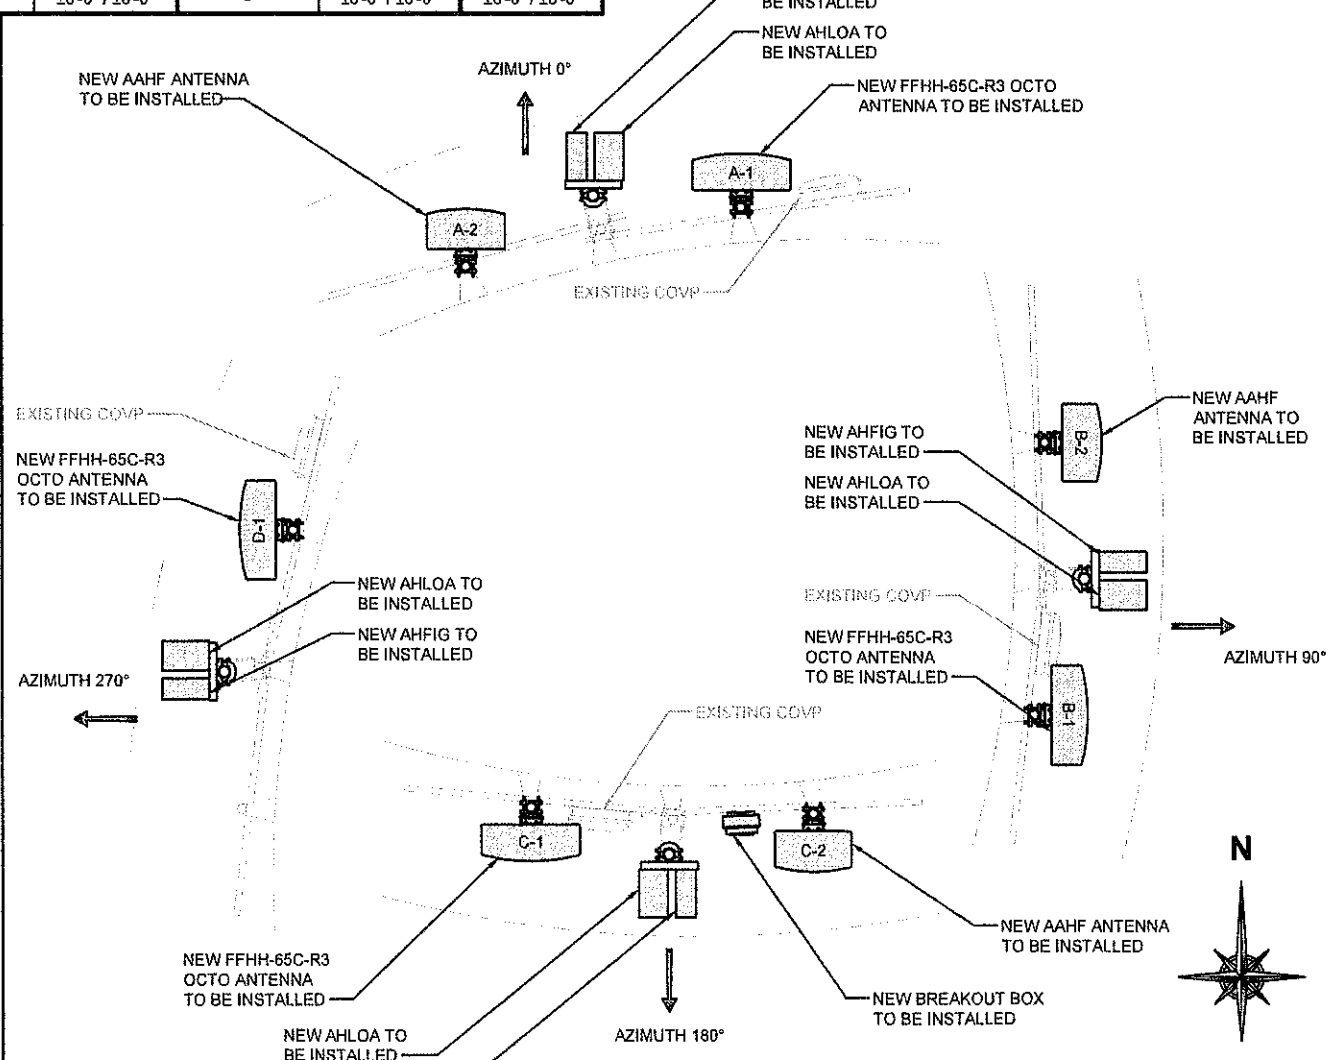 BE INSTALLED
NEW AHLOA TO
BE INSTALLED
AZIMUTH 0°
NEW AAHF ANTENNA
TO BE INSTALLED
NEW FFHH-65C-R3 OCTO
ANTENNA TO BE INSTALLED
A-1
A-2
EXISTING COVP
EXISTING COVP
NEW FFHH-65C-R3
OCTO ANTENNA
TO BE INSTALLED
D-1
NEW AAHF
ANTENNA TO
BE INSTALLED
B-2
NEW AHFIG TO
BE INSTALLED
NEW AHLOA TO
BE INSTALLED
EXISTING COVP
NEW FFHH-65C-R3
OCTO ANTENNA
TO BE INSTALLED
B-1
AZIMUTH 90°
NEW AHLOA TO
BE INSTALLED
NEW AHFIG TO
BE INSTALLED
AZIMUTH 270°
EXISTING COVP
C-1
C-2
N
NEW AAHF ANTENNA
TO BE INSTALLED
NEW FFHH-65C-R3
OCTO ANTENNA
TO BE INSTALLED
NEW BREAKOUT BOX
TO BE INSTALLED
NEW AHLOA TO
BE INSTALLED
AZIMUTH 180°